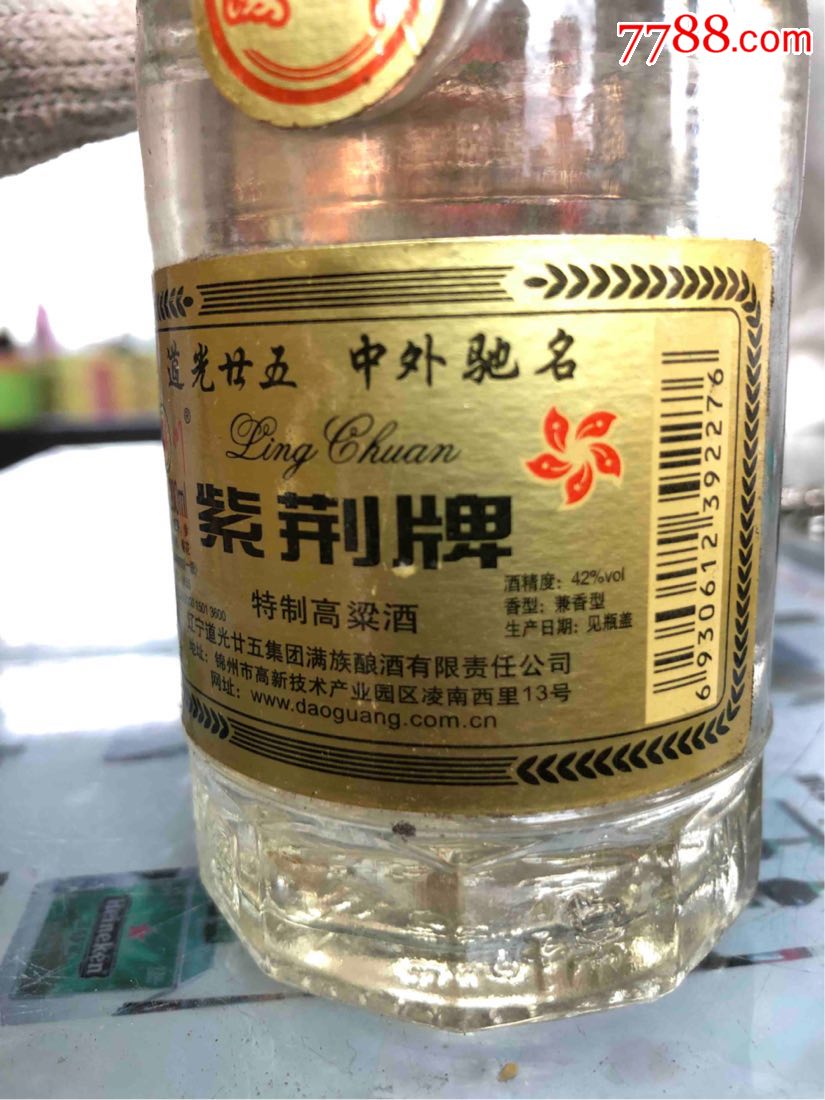 7788.com
道光廿五 中外驰名
®
Ling Chuan
紫荆牌
特制高粱酒
酒精度：42%vol
香型：兼香型
生产日期：见瓶盖
辽宁道光廿五集团满族酿酒有限责任公司
地址：锦州市高新技术产业园区凌南西里13号
网址：www.daoguang.com.cn
6930612392276
Heineken